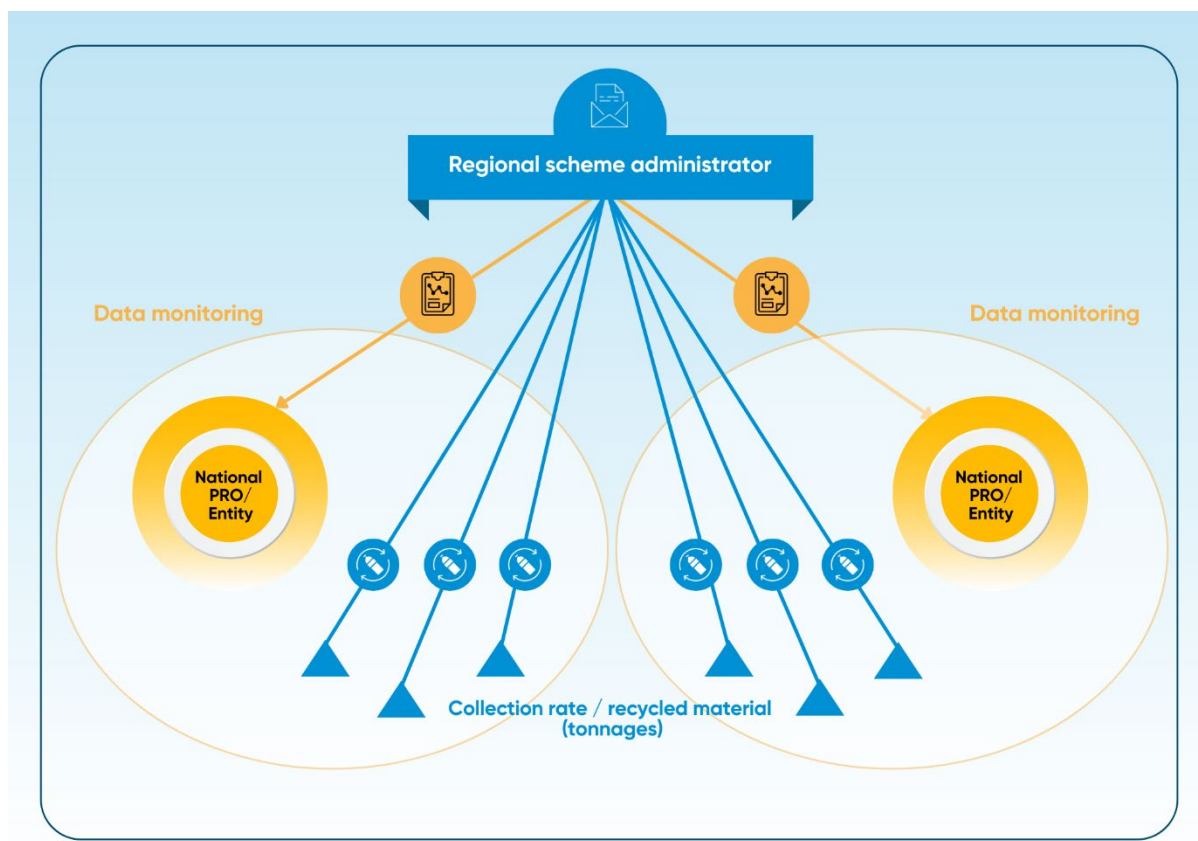 Regional scheme administrator
Data monitoring
Data monitoring
National
PRO/
Entity
National
PRO/
Entity
Collection rate / recycled material
(tonnages)